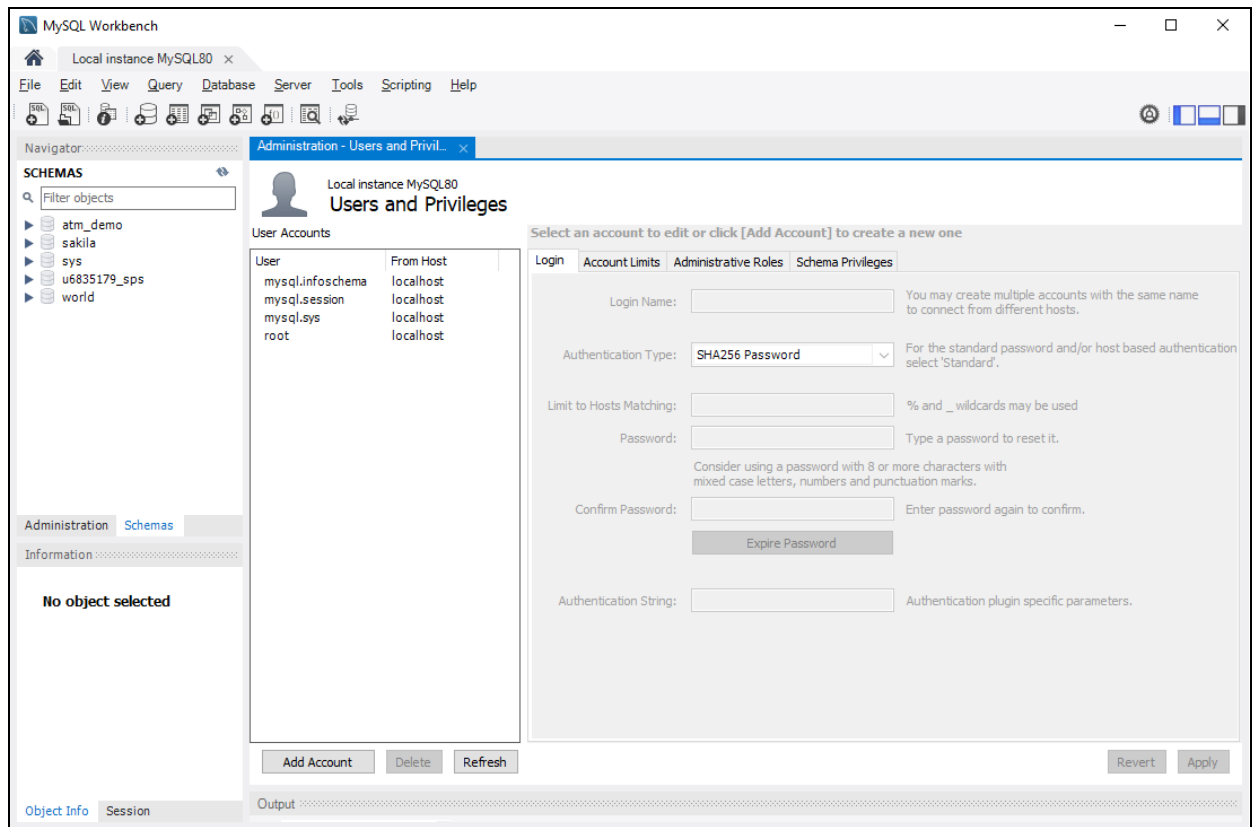 MySQL Workbench
Local instance MySQL80
File Edit View Query Database Server Tools Scripting Help
SQL SQL
Navigator
SCHEMAS
Filter objects
atm_demo
sakila
sys
u6835179_sps
world
Administration Schemas
Information
No object selected
Object Info Session
Administration - Users and Privil...
Local instance MySQL80
Users and Privileges
User Accounts
User From Host
mysql.infoschema localhost
mysql.session localhost
mysql.sys localhost
root localhost
Add Account Delete Refresh
Select an account to edit or click [Add Account] to create a new one
Login Account Limits Administrative Roles Schema Privileges
Login Name: You may create multiple accounts with the same name
to connect from different hosts.
Authentication Type: SHA256 Password For the standard password and/or host based authentication
select 'Standard'.
Limit to Hosts Matching: % and _ wildcards may be used
Password: Type a password to reset it.
Consider using a password with 8 or more characters with
mixed case letters, numbers and punctuation marks.
Confirm Password: Enter password again to confirm.
Expire Password
Authentication String: Authentication plugin specific parameters.
Revert Apply
Output